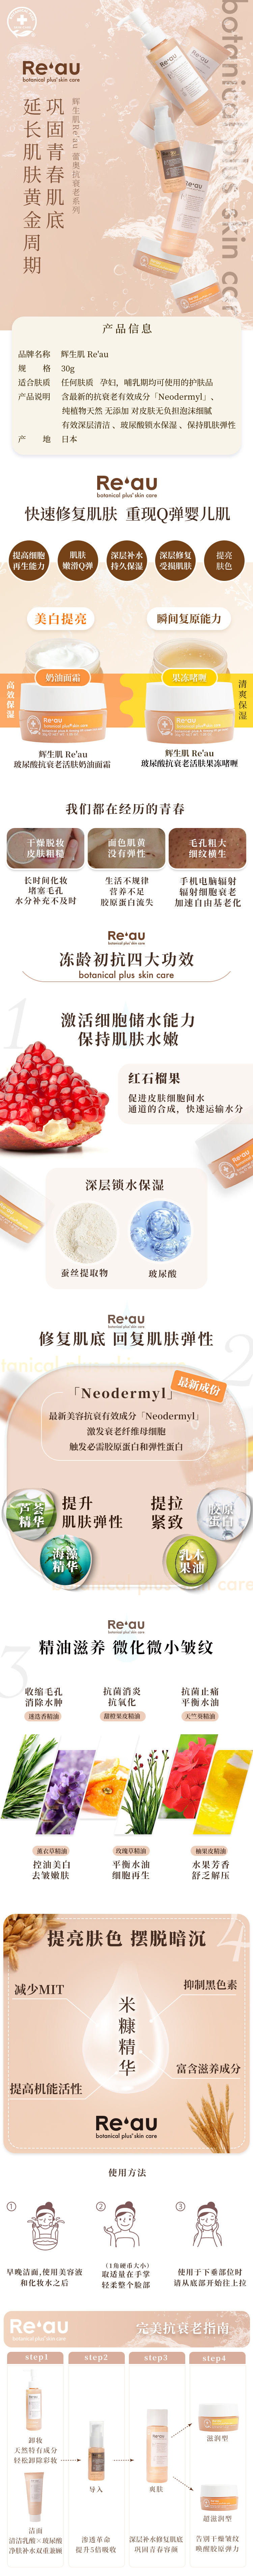 Re'au
botanical plus⁺ skin care
辉生肌Re'au 蕾奥抗衰老系列
巩固青春肌底
延长肌肤黄金周期
botanical plus skin ca
产品信息
品牌名称 辉生肌 Re'au
规 格 30g
适合肤质 任何肤质 孕妇，哺乳期均可使用的护肤品
产品说明 含最新的抗衰老有效成分「Neodermyl」、
纯植物天然 无添加 对皮肤无负担泡沫细腻
有效深层清洁 、玻尿酸锁水保湿 、保持肌肤弹性
产 地 日本
Re'au
botanical plus⁺ skin care
快速修复肌肤 重现Q弹婴儿肌
提高细胞
再生能力
肌肤
嫩滑Q弹
深层补水
持久保湿
深层修复
受损肌肤
提亮
肤色
美白提亮
瞬间复原能力
高效保湿
奶油面霜
果冻啫喱
清爽保湿
辉生肌 Re'au
玻尿酸抗衰老活肤奶油面霜
辉生肌 Re'au
玻尿酸抗衰老活肤果冻啫喱
我们都在经历的青春
干燥脱妆
皮肤粗糙
面色肌黄
没有弹性
毛孔粗大
细纹横生
长时间化妆
堵塞毛孔
水分补充不及时
生活不规律
营养不足
胶原蛋白流失
手机电脑辐射
辐射细胞衰老
加速自由基老化
Re'au
botanical plus⁺ skin care
冻龄初抗四大功效
botanical plus skin care
1
激活细胞储水能力
保持肌肤水嫩
红石榴果
促进皮肤细胞间水
通道的合成，快速运输水分
深层锁水保湿
蚕丝提取物
玻尿酸
Re'au
botanical plus⁺ skin care
2
修复肌底 回复肌肤弹性
「Neodermyl」
最新成份
最新美容抗衰有效成分「Neodermyl」
激发衰老纤维母细胞
触发必需胶原蛋白和弹性蛋白
芦荟
精华
提升
肌肤弹性
提拉
紧致
胶原
蛋白
海藻
精华
乳木
果油
Re'au
botanical plus⁺ skin care
3
精油滋养 微化微小皱纹
收缩毛孔
消除水肿
迷迭香精油
抗菌消炎
抗氧化
甜橙果皮精油
抗菌止痛
平衡水油
天竺葵精油
薰衣草精油
控油美白
去皱嫩肤
玫瑰草精油
平衡水油
细胞再生
柚果皮精油
水果芳香
舒乏解压
4
提亮肤色 摆脱暗沉
减少MIT
抑制黑色素
米糠精华
提高机能活性
富含滋养成分
Re'au
botanical plus⁺ skin care
使用方法
①
②
③
早晚洁面,使用美容液
和化妆水之后
（1角硬币大小）
取适量在手掌
轻柔整个脸部
使用于下垂部位时
请从底部开始往上拉
Re'au
botanical plus⁺ skin care
完美抗衰老指南
step1
step2
step3
step4
卸妆
天然特有成分
轻松卸除彩妆
洁面
清洁乳酸×玻尿酸
净肤补水双重兼顾
导入
渗透革命
提升5倍吸收
爽肤
深层补水修复肌底
巩固青春容颜
滋润型
超滋润型
告别干燥皱纹
唤醒胶原弹力